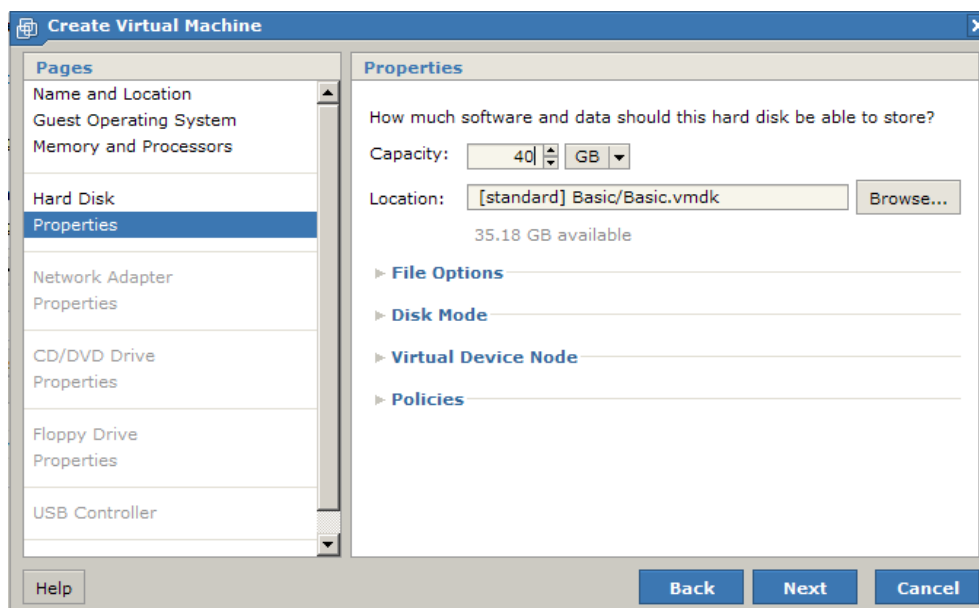 Create Virtual Machine
Pages
Name and Location
Guest Operating System
Memory and Processors
Hard Disk
Properties
Network Adapter
Properties
CD/DVD Drive
Properties
Floppy Drive
Properties
USB Controller
Properties
How much software and data should this hard disk be able to store?
Capacity: 40 GB
Location: [standard] Basic/Basic.vmdk Browse...
35.18 GB available
File Options
Disk Mode
Virtual Device Node
Policies
Help Back Next Cancel